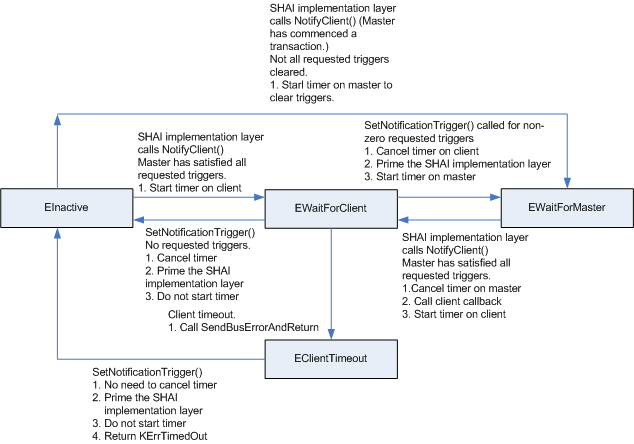 SHAI implementation layer
calls NotifyClient() (Master
has commenced a
transaction.)
Not all requested triggers
cleared.
1. Starl timer on master to
clear triggers.
SHAI implementation layer
calls NotifyClient()
Master has satisfied all
requested triggers.
1. Start timer on client
SetNotificationTrigger() called for non-
zero requested triggers
1. Cancel timer on client
2. Prime the SHAI implementation layer
3. Start timer on master
EInactive
EWaitForClient
EWaitForMaster
SetNotificationTrigger()
No requested triggers.
1. Cancel timer
2. Prime the SHAI
implementation layer
3. Do not start timer
SHAI implementation layer
calls NotifyClient()
Master has satisfied all
requested triggers.
1.Cancel timer on master
2. Call client callback
3. Start timer on client
Client timeout.
1. Call SendBusErrorAndReturn
EClientTimeout
SetNotificationTrigger()
1. No need to cancel timer
2. Prime the SHAI
implementation layer
3. Do not start timer
4. Return KErrTimedOut